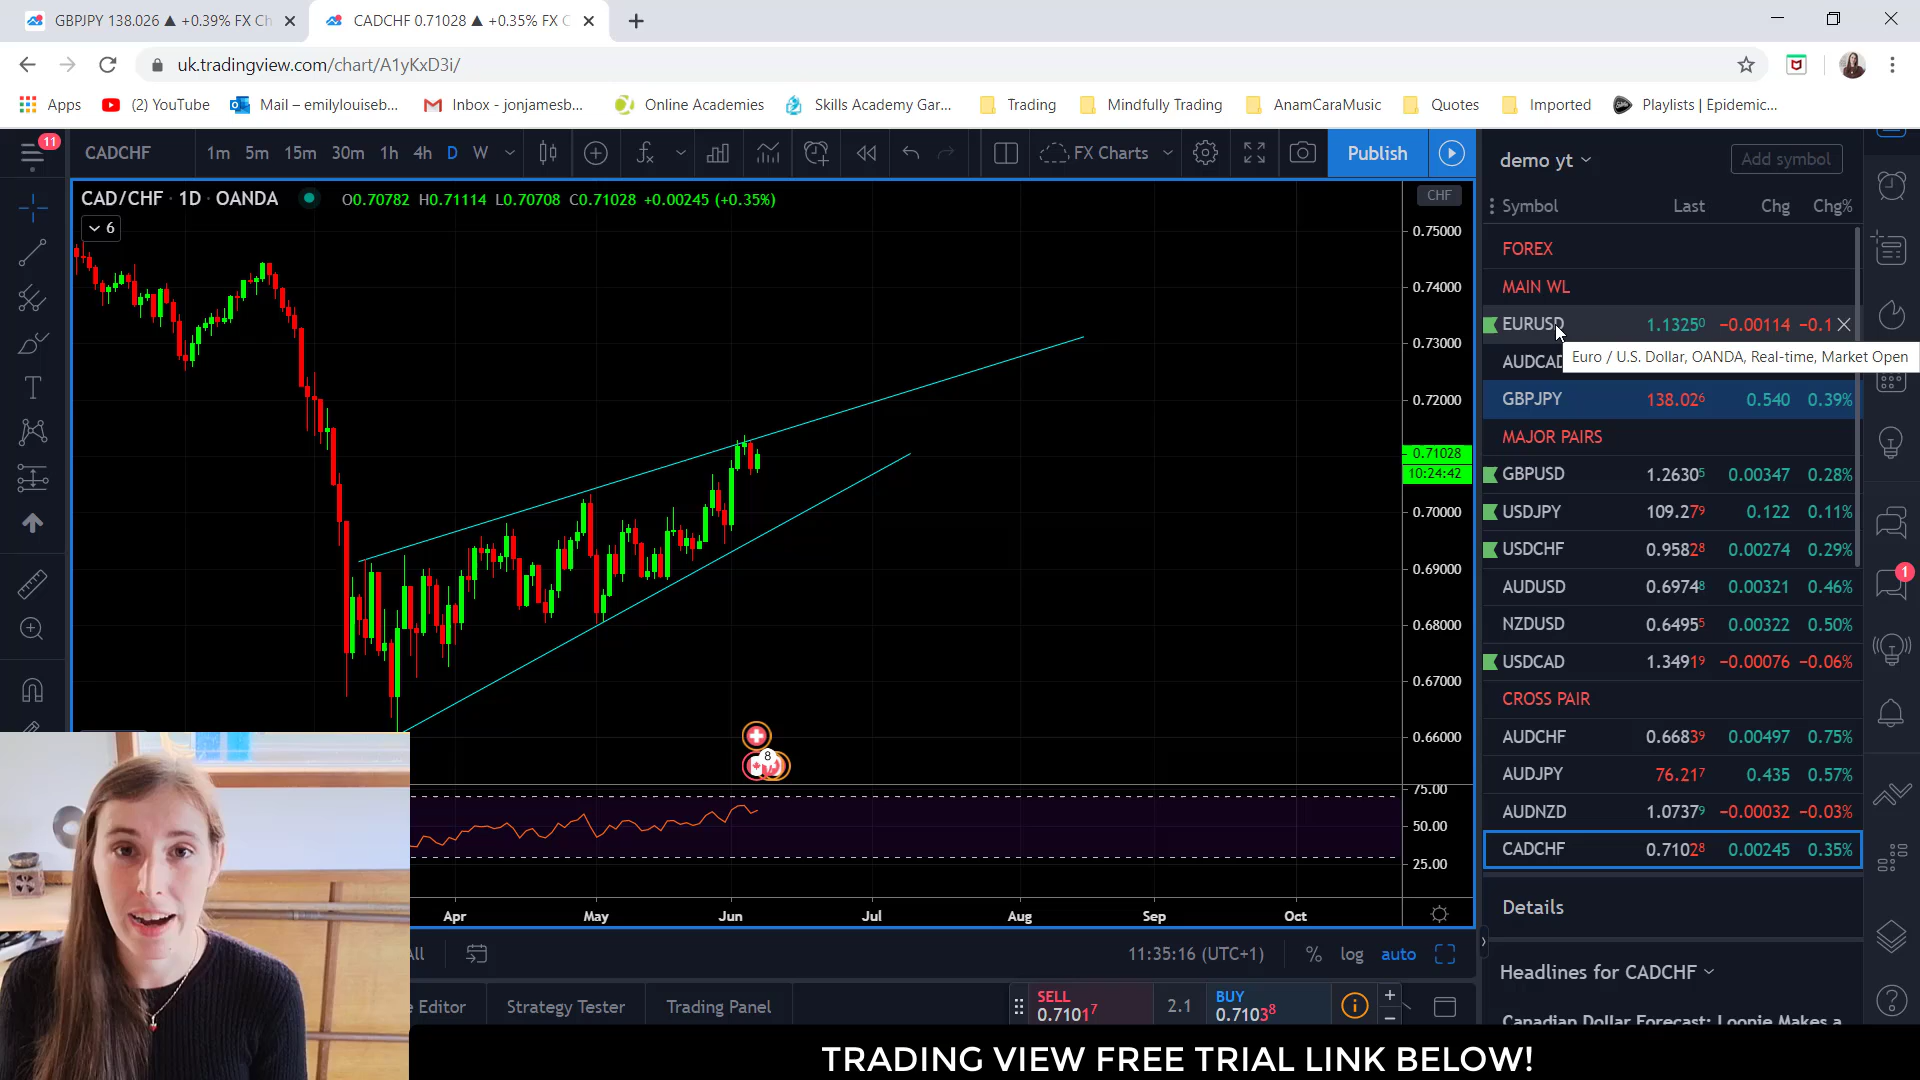 GBPJPY 138.026 ▲ +0.39% FX Ch
CADCHF 0.71028 ▲ +0.35% FX C
uk.tradingview.com/chart/A1yKxD3i/
Apps
(2) YouTube
Mail – emilylouiseb...
Inbox - jonjamesb...
Online Academies
Skills Academy Gar...
Trading
Mindfully Trading
AnamCaraMusic
Quotes
Imported
Playlists | Epidemic...
11
CADCHF
1m 5m 15m 30m 1h 4h D W
FX Charts
Publish
demo yt
Add symbol
CAD/CHF · 1D · OANDA
O0.70782 H0.71114 L0.70708 C0.71028 +0.00245 (+0.35%)
6
CHF
0.75000
0.74000
0.73000
0.72000
0.71028
10:24:42
0.70000
0.69000
0.68000
0.67000
0.66000
8
75.00
50.00
25.00
Apr May Jun Jul Aug Sep Oct
11:35:16 (UTC+1)
% log auto
Strategy Tester
Trading Panel
SELL
0.71017
2.1
BUY
0.71038
Symbol Last Chg Chg%
FOREX
MAIN WL
EURUSD 1.13250 −0.00114 −0.1
Euro / U.S. Dollar, OANDA, Real-time, Market Open
AUDCAD
GBPJPY 138.026 0.540 0.39%
MAJOR PAIRS
GBPUSD 1.26305 0.00347 0.28%
USDJPY 109.279 0.122 0.11%
USDCHF 0.95828 0.00274 0.29%
AUDUSD 0.69748 0.00321 0.46%
NZDUSD 0.64955 0.00322 0.50%
USDCAD 1.34919 −0.00076 −0.06%
CROSS PAIR
AUDCHF 0.66839 0.00497 0.75%
AUDJPY 76.217 0.435 0.57%
AUDNZD 1.07379 −0.00032 −0.03%
CADCHF 0.71028 0.00245 0.35%
1
Details
Headlines for CADCHF
Canadian Dollar Forecast: Loonie Makes a
TRADING VIEW FREE TRIAL LINK BELOW!